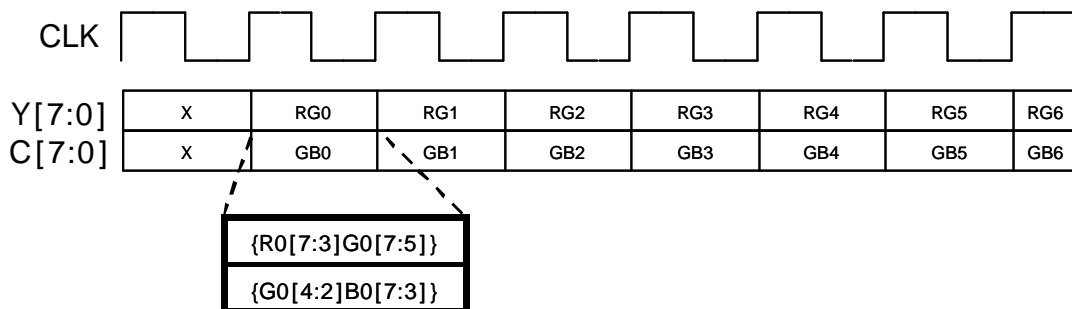 CLK
Y[7:0] X RG0 RG1 RG2 RG3 RG4 RG5 RG6
C[7:0] X GB0 GB1 GB2 GB3 GB4 GB5 GB6
{R0[7:3]G0[7:5]}
{G0[4:2]B0[7:3]}